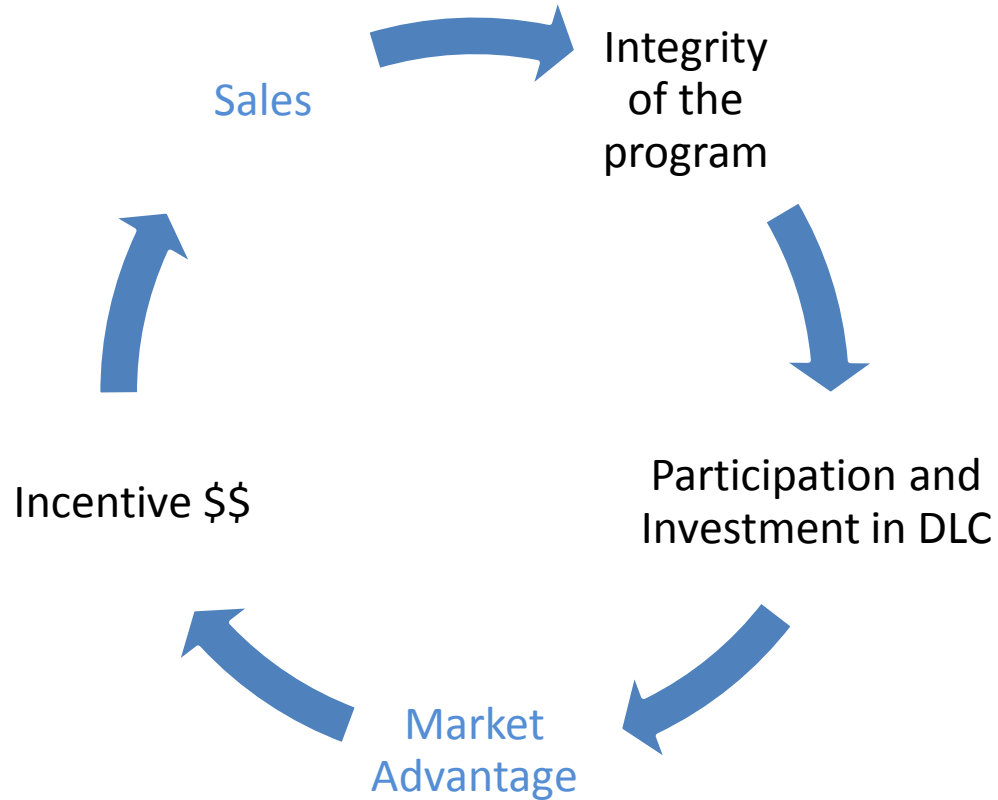 Sales
Integrity
of the
program
Participation and
Investment in DLC
Market
Advantage
Incentive $$